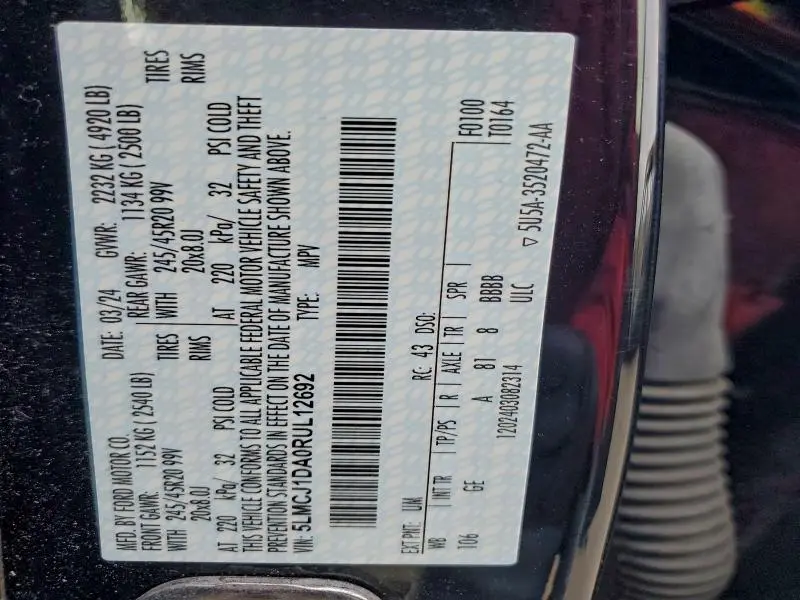 MFD. BY FORD MOTOR CO. DATE: 03/24 GVWR: 2232 KG ( 4920 LB)
FRONT GAWR: 1152 KG ( 2540 LB) REAR GAWR: 1134 KG ( 2500 LB)
WITH 245/45R20 99V TIRES WITH 245/45R20 99V TIRES
20x8.0J RIMS 20x8.0J RIMS
AT 220 kPa/ 32 PSI COLD AT 220 kPa/ 32 PSI COLD
THIS VEHICLE CONFORMS TO ALL APPLICABLE FEDERAL MOTOR VEHICLE SAFETY AND THEFT
PREVENTION STANDARDS IN EFFECT ON THE DATE OF MANUFACTURE SHOWN ABOVE.
VIN: 5LMCJ1DA0RUL12692 TYPE: MPV
EXT PNT: UM RC: 43 DSO: F0100
WB INT TR TP/PS R AXLE TR SPR T0164
106 GE A 81 8 BBBB
1202403082314 ULC
5U5A-3520472-AA